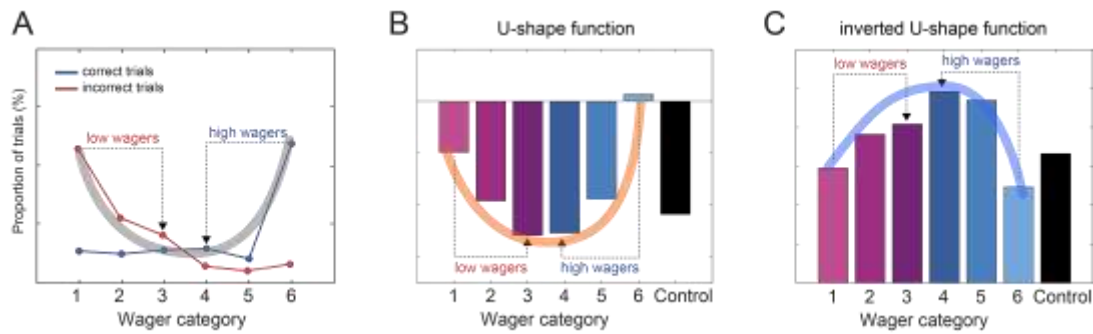 A
correct trials
incorrect trials
low wagers
high wagers
Proportion of trials (%)
1 2 3 4 5 6
Wager category
B
U-shape function
low wagers
high wagers
1 2 3 4 5 6 Control
Wager category
C
inverted U-shape function
low wagers
high wagers
1 2 3 4 5 6 Control
Wager category